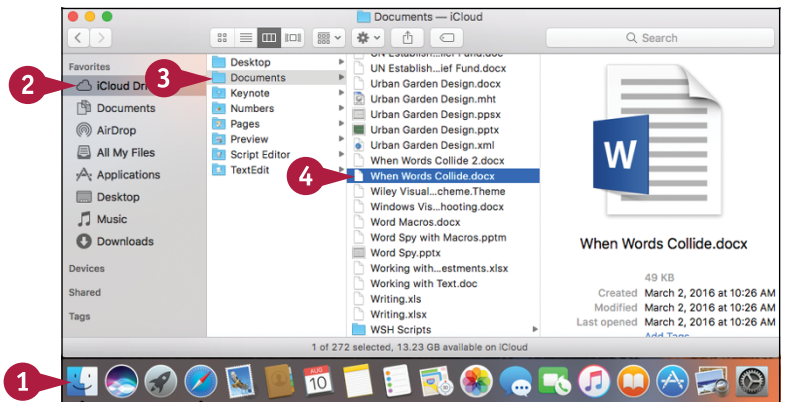 Documents — iCloud
Search
Favorites
iCloud Dri
Documents
AirDrop
All My Files
Applications
Desktop
Music
Downloads
Devices
Shared
Tags
Desktop
Documents
Keynote
Numbers
Pages
Preview
Script Editor
TextEdit
UN Establish...ief Fund.doc
UN Establish...ief Fund.docx
Urban Garden Design.docx
Urban Garden Design.mht
Urban Garden Design.ppsx
Urban Garden Design.pptx
Urban Garden Design.xml
When Words Collide 2.docx
When Words Collide.docx
Wiley Visual...cheme.Theme
Windows Vis...hooting.docx
Word Macros.docx
Word Spy with Macros.pptm
Word Spy.pptx
Working with...estments.xlsx
Working with Text.doc
Writing.xls
Writing.xlsx
WSH Scripts
W
When Words Collide.docx
49 KB
Created March 2, 2016 at 10:26 AM
Modified March 2, 2016 at 10:26 AM
Last opened March 2, 2016 at 10:26 AM
Add Tags
1 of 272 selected, 13.23 GB available on iCloud
AUG
10
1
2
3
4